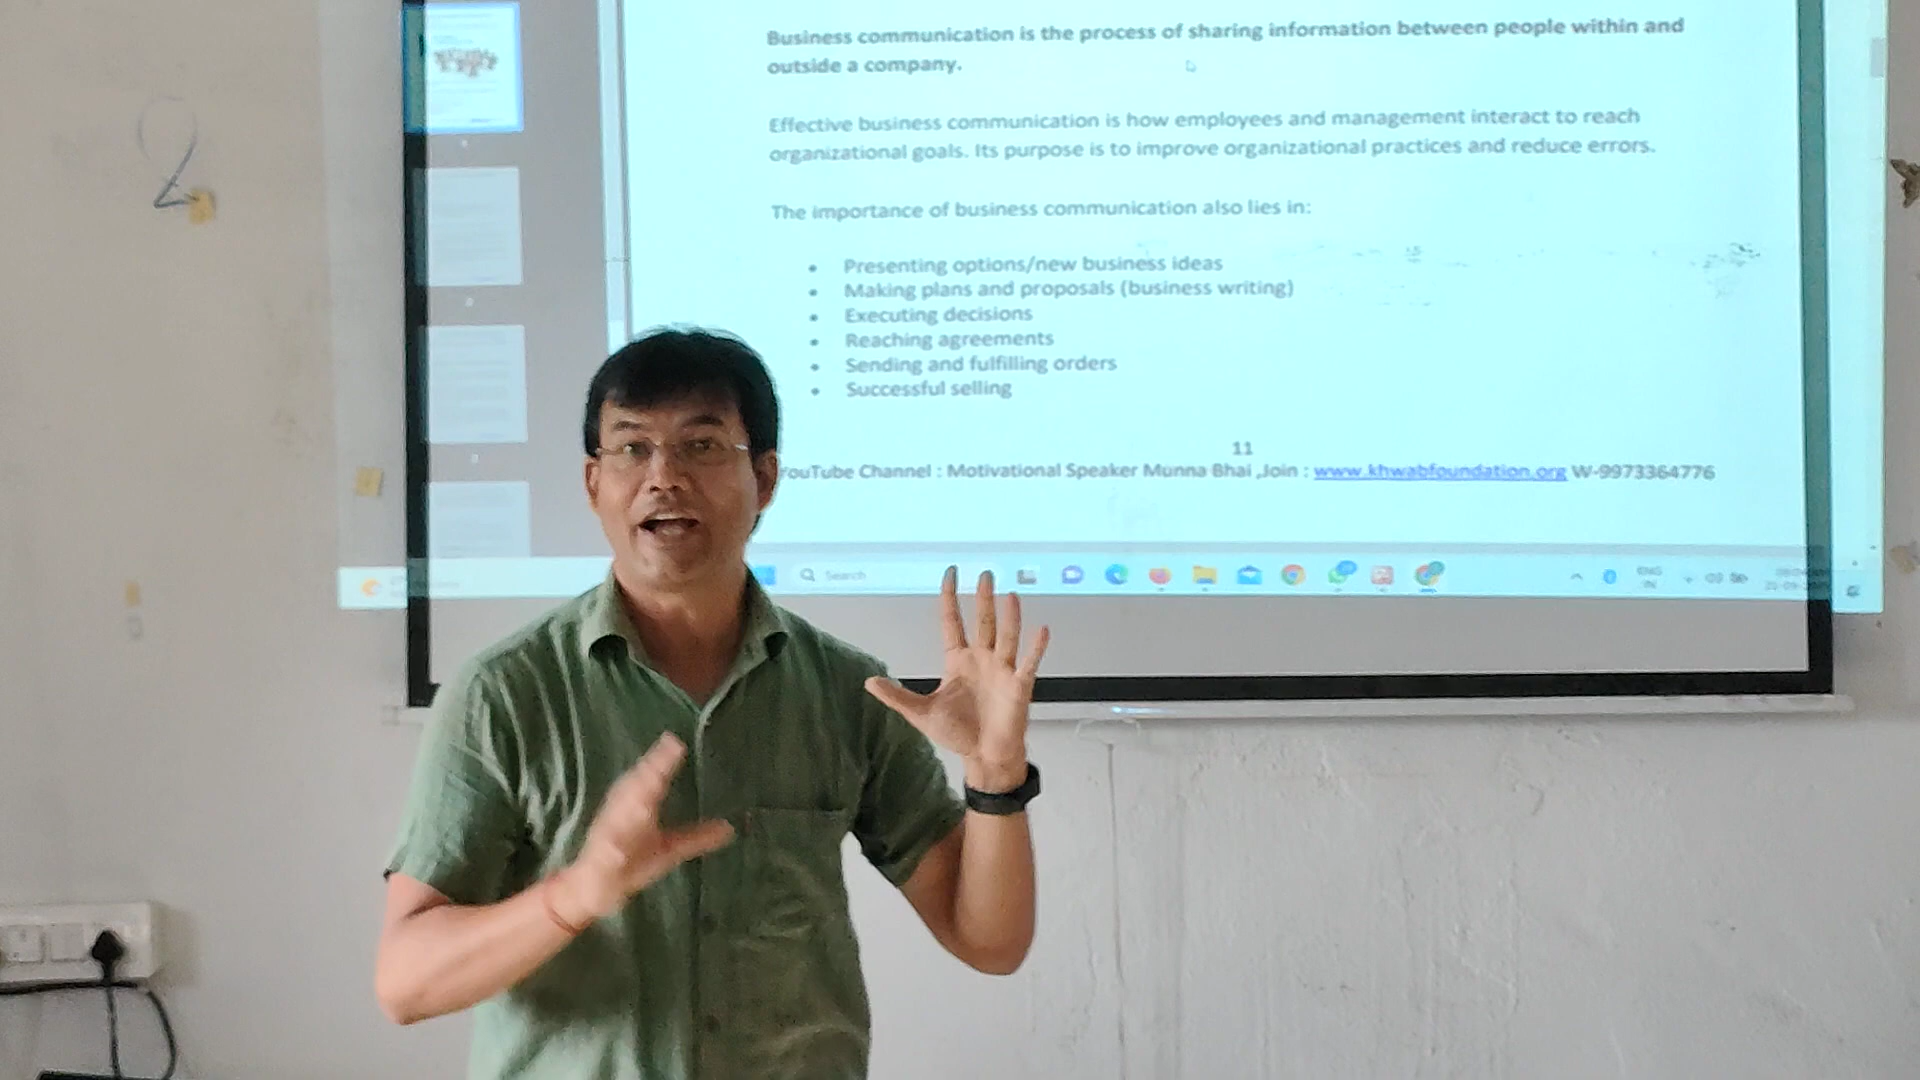 2
Business communication is the process of sharing information between people within and
outside a company.
Effective business communication is how employees and management interact to reach
organizational goals. Its purpose is to improve organizational practices and reduce errors.
The importance of business communication also lies in:
• Presenting options/new business ideas
• Making plans and proposals (business writing)
• Executing decisions
• Reaching agreements
• Sending and fulfilling orders
• Successful selling
11
YouTube Channel : Motivational Speaker Munna Bhai ,Join : www.khwabfoundation.org W-9973364776
Search
ENG
IN